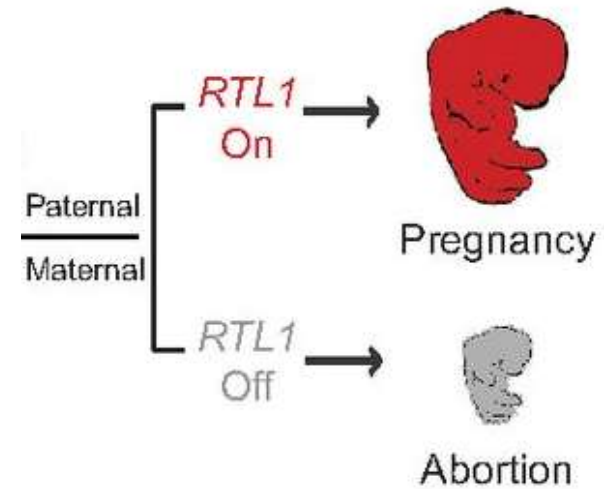 RTL1
On
Paternal
Maternal
Pregnancy
RTL1
Off
Abortion